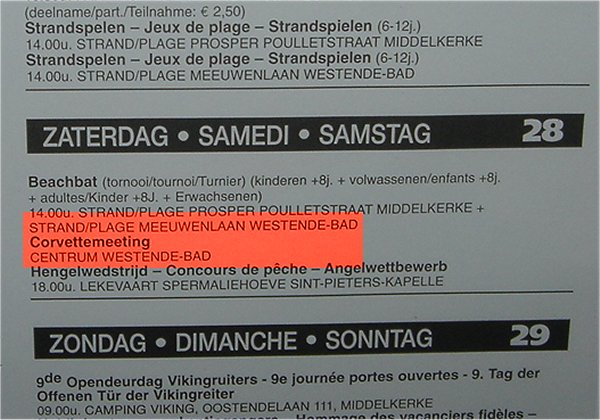 (deelname/part./Teilnahme: € 2,50)
Strandspelen – Jeux de plage – Strandspielen (6-12j.)
14.00u. STRAND/PLAGE PROSPER POULLETSTRAAT MIDDELKERKE
Strandspelen – Jeux de plage – Strandspielen (6-12j.)
14.00u. STRAND/PLAGE MEEUWENLAAN WESTENDE-BAD
ZATERDAG • SAMEDI • SAMSTAG 28
Beachbat (tornooi/tournoi/Turnier) (kinderen +8j. + volwassenen/enfants +8j.
+ adultes/Kinder +8J. + Erwachsenen)
14.00u. STRAND/PLAGE PROSPER POULLETSTRAAT MIDDELKERKE +
STRAND/PLAGE MEEUWENLAAN WESTENDE-BAD
Corvettemeeting
CENTRUM WESTENDE-BAD
Hengelwedstrijd – Concours de pêche – Angelwettbewerb
18.00u. LEKEVAART SPERMALIEHOEVE SINT-PIETERS-KAPELLE
ZONDAG • DIMANCHE • SONNTAG 29
9de Opendeurdag Vikingruiters - 9e journée portes ouvertes - 9. Tag der
Offenen Tür der Vikingreiter
09.00u. CAMPING VIKING, OOSTENDELAAN 111, MIDDELKERKE
Hommage des vacanciers fidèles –